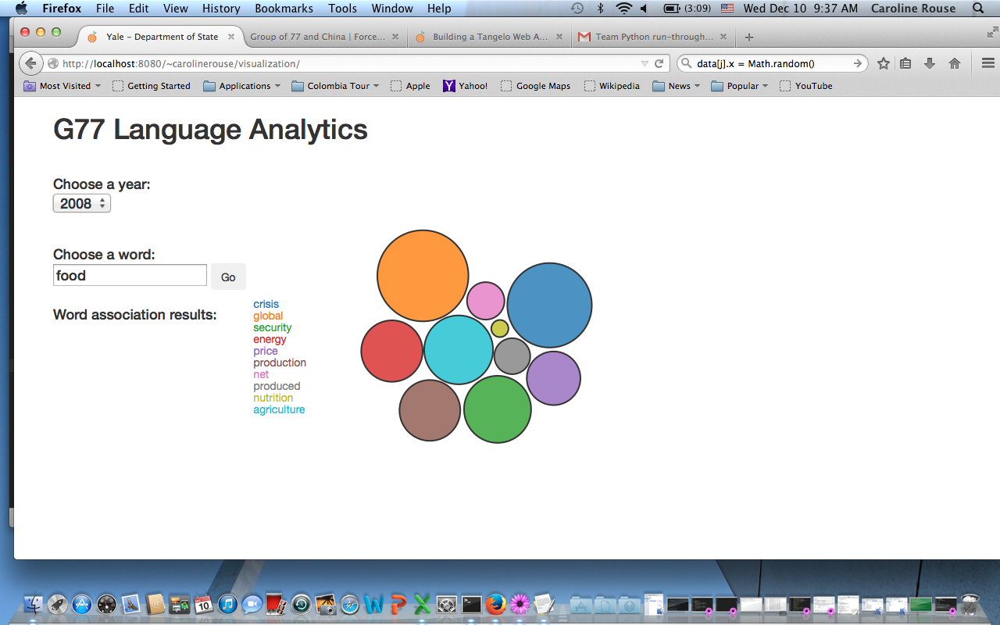 Firefox File Edit View History Bookmarks Tools Window Help (3:09) Wed Dec 10 9:37 AM Caroline Rouse
Yale – Department of State Group of 77 and China | Force... Building a Tangelo Web A... Team Python run-through...
http://localhost:8080/~carolinerouse/visualization/ data[j].x = Math.random()
Most Visited Getting Started Applications Colombia Tour Apple Yahoo! Google Maps Wikipedia News Popular YouTube
G77 Language Analytics
Choose a year:
2008
Choose a word:
food Go
Word association results:
crisis
global
security
energy
price
production
net
produced
nutrition
agriculture
10